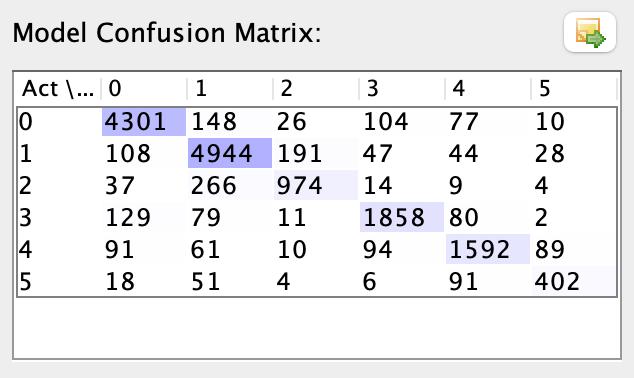 Model Confusion Matrix:
Act \... 0 1 2 3 4 5
0 4301 148 26 104 77 10
1 108 4944 191 47 44 28
2 37 266 974 14 9 4
3 129 79 11 1858 80 2
4 91 61 10 94 1592 89
5 18 51 4 6 91 402